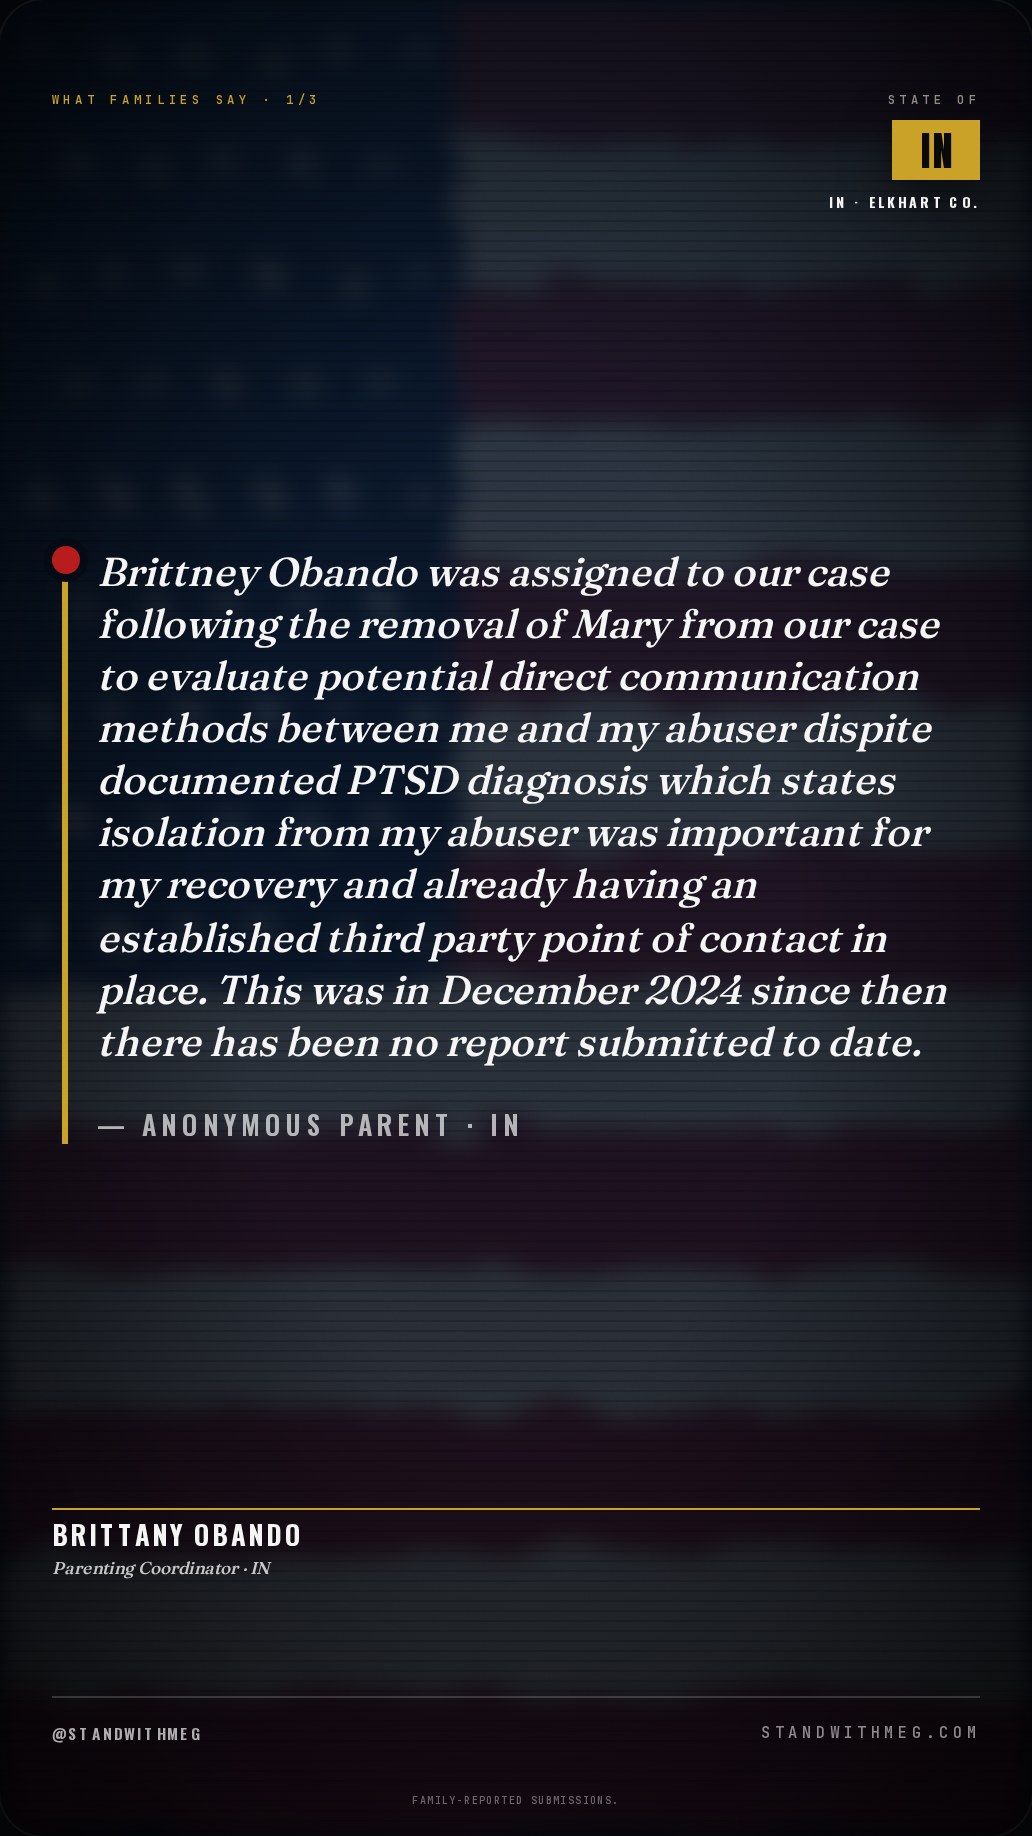 WHAT FAMILIES SAY · 1/3
STATE OF
IN
IN · ELKHART CO.
Brittney Obando was assigned to our case
following the removal of Mary from our case
to evaluate potential direct communication
methods between me and my abuser dispite
documented PTSD diagnosis which states
isolation from my abuser was important for
my recovery and already having an
established third party point of contact in
place. This was in December 2024 since then
there has been no report submitted to date.
— ANONYMOUS PARENT · IN
BRITTANY OBANDO
Parenting Coordinator · IN
@STANDWITHMEG
STANDWITHMEG.COM
FAMILY-REPORTED SUBMISSIONS.